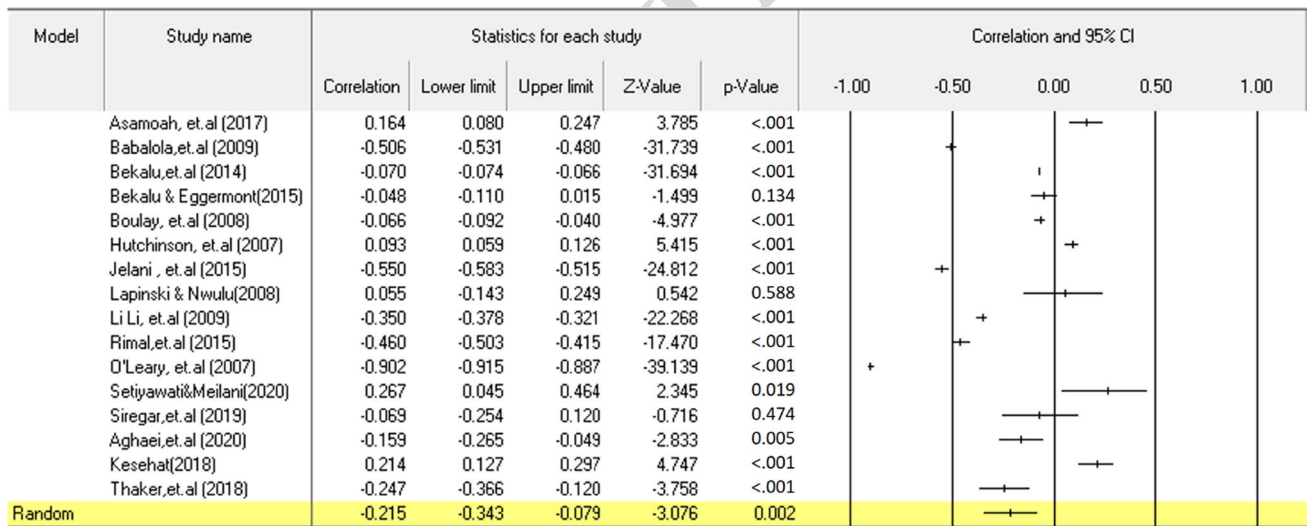 Model Study name Statistics for each study Correlation and 95% CI
Correlation Lower limit Upper limit Z-Value p-Value -1.00 -0.50 0.00 0.50 1.00
Asamoah, et.al (2017) 0.164 0.080 0.247 3.785 <.001
Babalola,et.al (2009) -0.506 -0.531 -0.480 -31.739 <.001
Bekalu,et.al (2014) -0.070 -0.074 -0.066 -31.694 <.001
Bekalu & Eggermont(2015) -0.048 -0.110 0.015 -1.499 0.134
Boulay, et.al (2008) -0.066 -0.092 -0.040 -4.977 <.001
Hutchinson, et.al (2007) 0.093 0.059 0.126 5.415 <.001
Jelani , et.al (2015) -0.550 -0.583 -0.515 -24.812 <.001
Lapinski & Nwulu(2008) 0.055 -0.143 0.249 0.542 0.588
Li Li, et.al (2009) -0.350 -0.378 -0.321 -22.268 <.001
Rimal,et.al (2015) -0.460 -0.503 -0.415 -17.470 <.001
O'Leary, et.al (2007) -0.902 -0.915 -0.887 -39.139 <.001
Setiyawati&Meilani(2020) 0.267 0.045 0.464 2.345 0.019
Siregar,et.al (2019) -0.069 -0.254 0.120 -0.716 0.474
Aghaei,et.al (2020) -0.159 -0.265 -0.049 -2.833 0.005
Kesehat(2018) 0.214 0.127 0.297 4.747 <.001
Thaker,et.al (2018) -0.247 -0.366 -0.120 -3.758 <.001
Random -0.215 -0.343 -0.079 -3.076 0.002